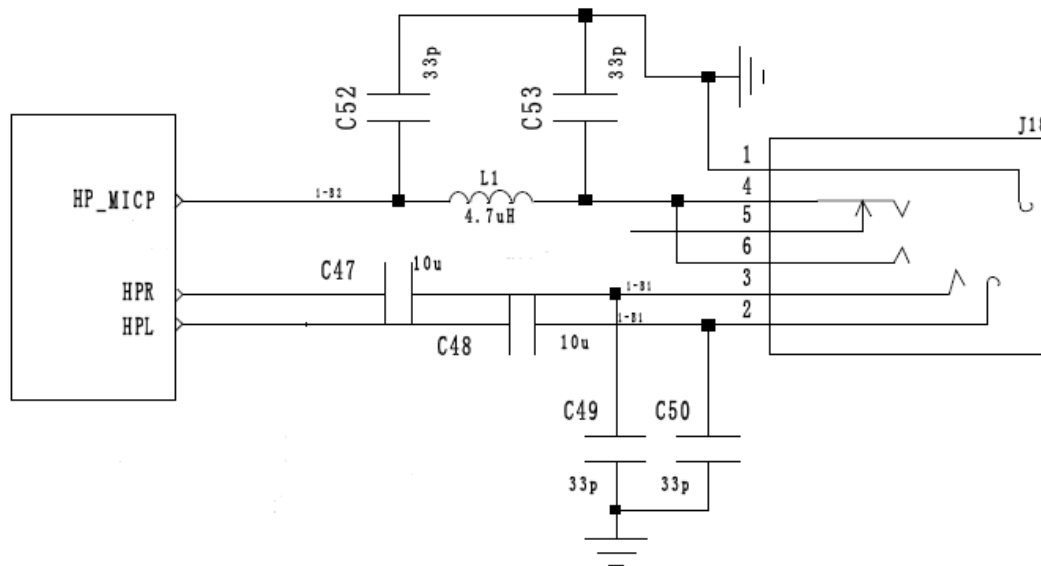 33p
33p
C52
C53
J18
1
L1
4
HP_MICP
1-B2
4.7uH
5
6
C47
10u
3
HPR
1-B1
2
HPL
1-B1
C48
10u
C49
C50
33p
33p